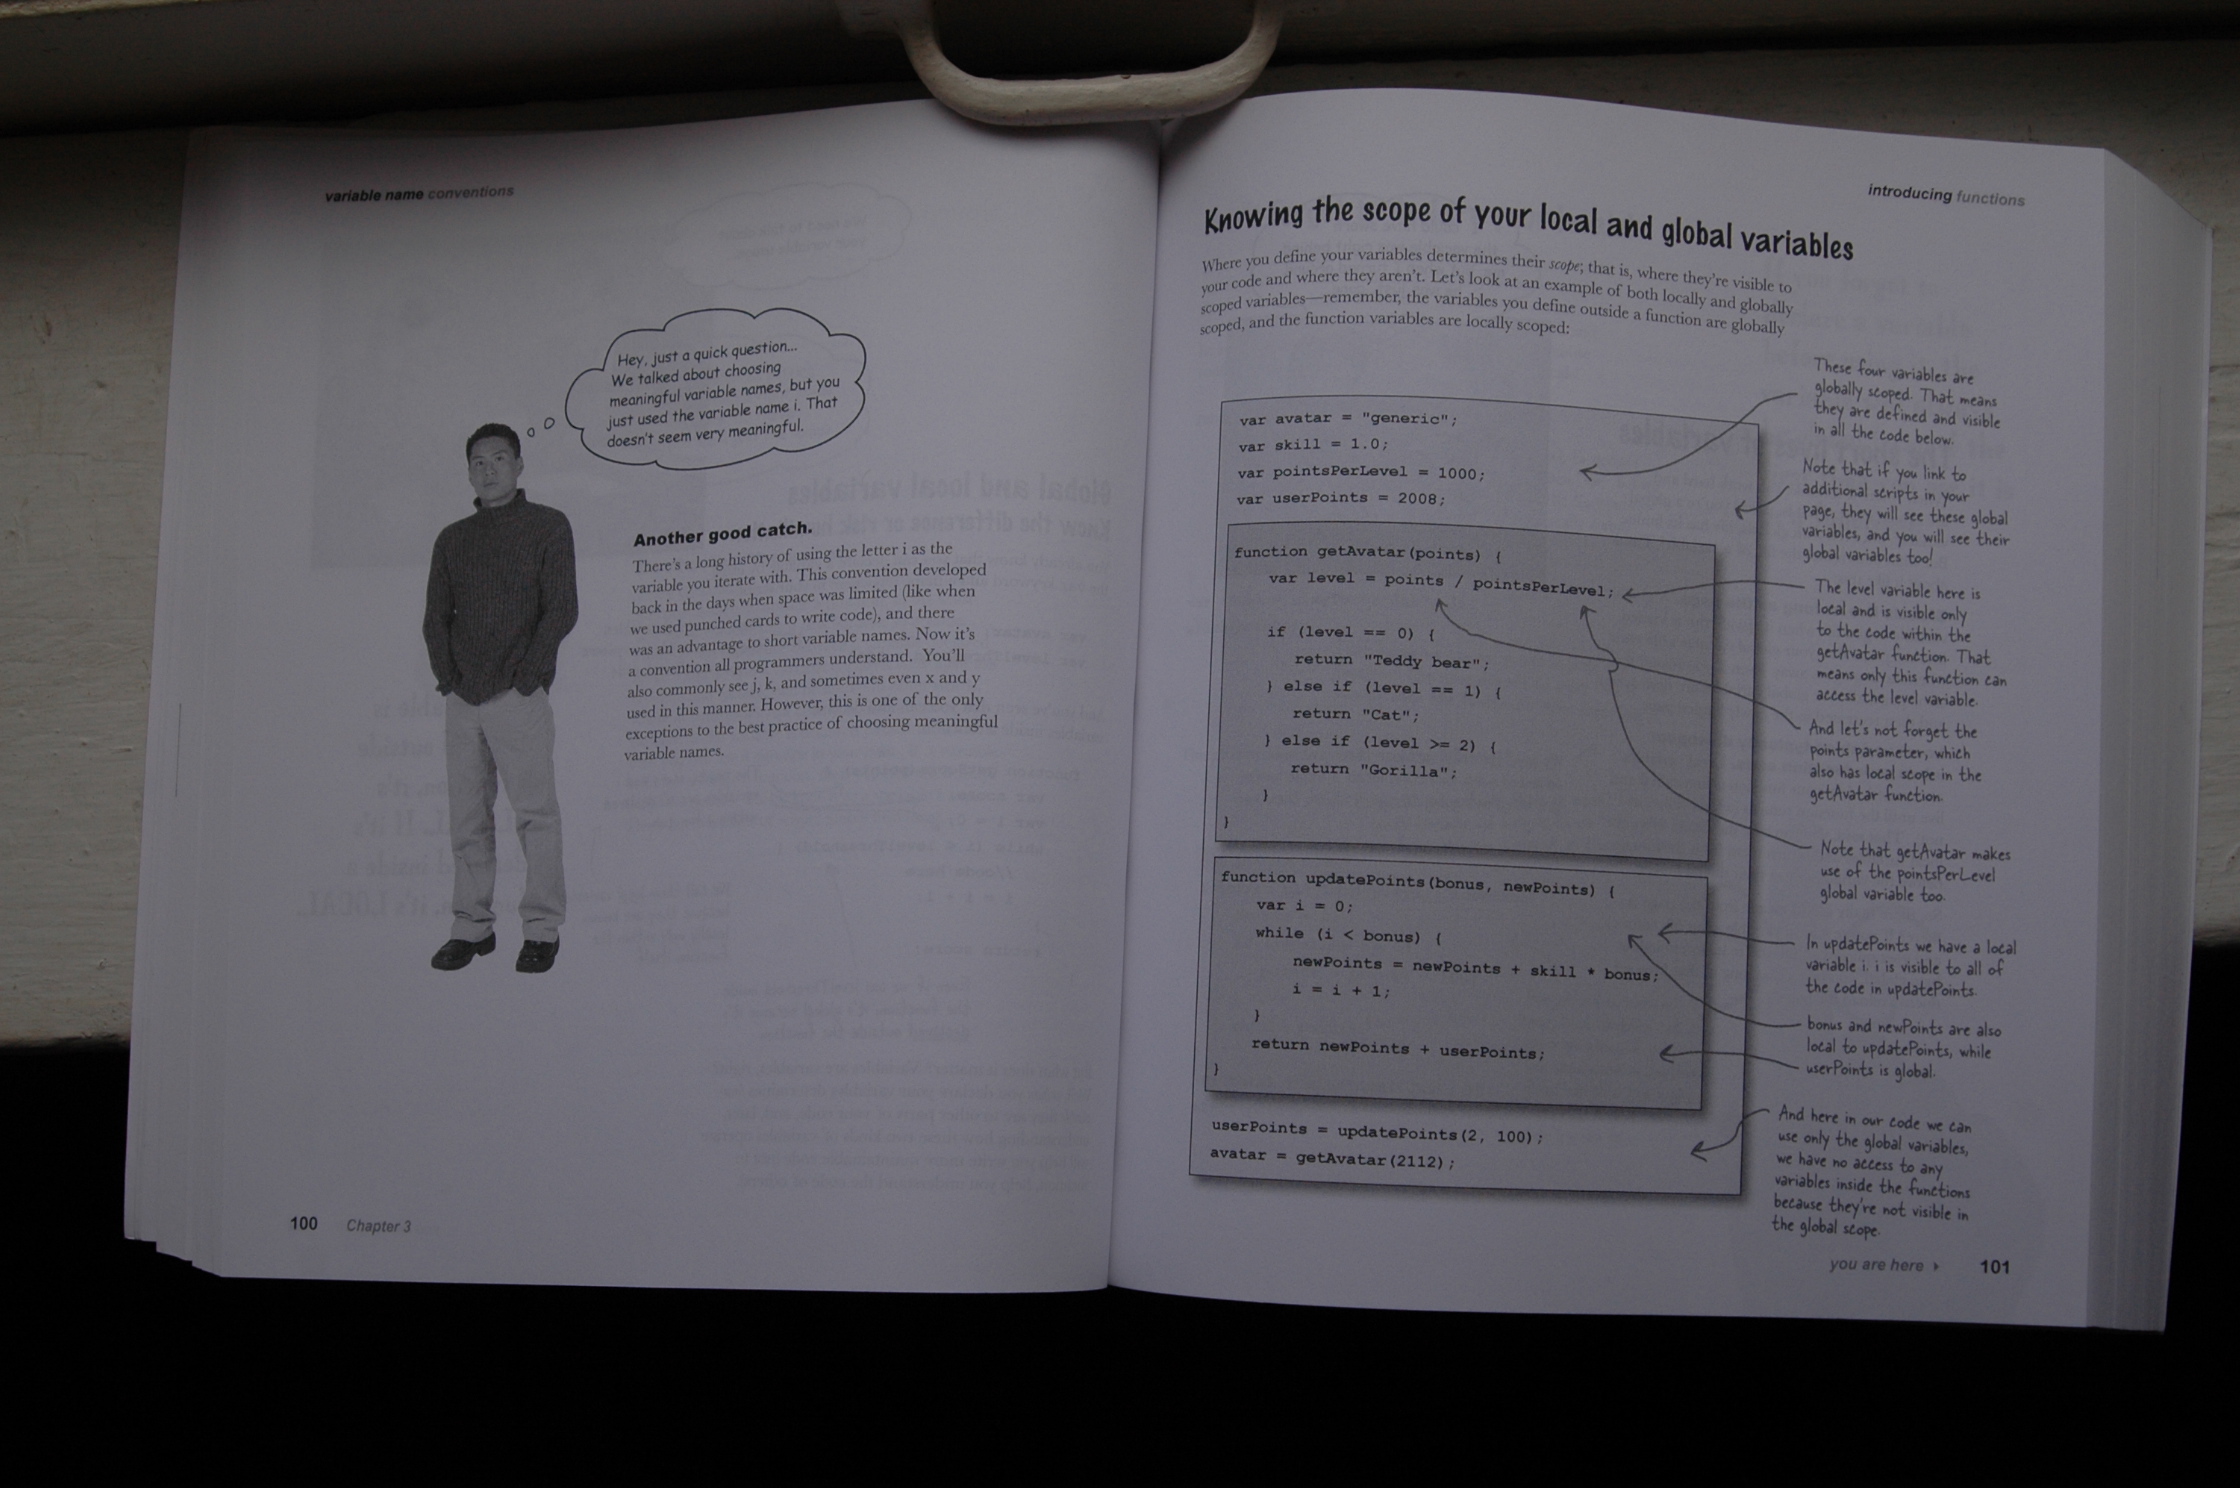 variable name conventions
Hey, just a quick question...
We talked about choosing
meaningful variable names, but you
just used the variable name i. That
doesn't seem very meaningful.
Another good catch.
There's a long history of using the letter i as the
variable you iterate with. This convention developed
back in the days when space was limited (like when
we used punched cards to write code), and there
was an advantage to short variable names. Now it's
a convention all programmers understand. You'll
also commonly see j, k, and sometimes even x and y
used in this manner. However, this is one of the only
exceptions to the best practice of choosing meaningful
variable names.
100 Chapter 3
introducing functions
Knowing the scope of your local and global variables
Where you define your variables determines their scope; that is, where they're visible to
your code and where they aren't. Let's look at an example of both locally and globally
scoped variables—remember, the variables you define outside a function are globally
scoped, and the function variables are locally scoped:
var avatar = "generic";
var skill = 1.0;
var pointsPerLevel = 1000;
var userPoints = 2008;
function getAvatar(points) {
var level = points / pointsPerLevel;
if (level == 0) {
return "Teddy bear";
} else if (level == 1) {
return "Cat";
} else if (level >= 2) {
return "Gorilla";
}
}
function updatePoints(bonus, newPoints) {
var i = 0;
while (i < bonus) {
newPoints = newPoints + skill * bonus;
i = i + 1;
}
return newPoints + userPoints;
}
userPoints = updatePoints(2, 100);
avatar = getAvatar(2112);
These four variables are
globally scoped. That means
they are defined and visible
in all the code below.
Note that if you link to
additional scripts in your
page, they will see these global
variables, and you will see their
global variables too!
The level variable here is
local and is visible only
to the code within the
getAvatar function. That
means only this function can
access the level variable.
And let's not forget the
points parameter, which
also has local scope in the
getAvatar function.
Note that getAvatar makes
use of the pointsPerLevel
global variable too.
In updatePoints we have a local
variable i. i is visible to all of
the code in updatePoints.
bonus and newPoints are also
local to updatePoints, while
userPoints is global.
And here in our code we can
use only the global variables,
we have no access to any
variables inside the functions
because they're not visible in
the global scope.
you are here ▸ 101